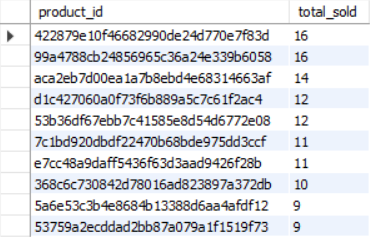 product_id total_sold
422879e10f46682990de24d770e7f83d 16
99a4788cb24856965c36a24e339b6058 16
aca2eb7d00ea1a7b8ebd4e68314663af 14
d1c427060a0f73f6b889a5c7c61f2ac4 12
53b36df67ebb7c41585e8d54d6772e08 12
7c1bd920dbdf22470b68bde975dd3ccf 11
e7cc48a9daff5436f63d3aad9426f28b 11
368c6c730842d78016ad823897a372db 10
5a6e53c3b4e8684b13388d6aa4afdf12 9
53759a2ecddad2bb87a079a1f1519f73 9